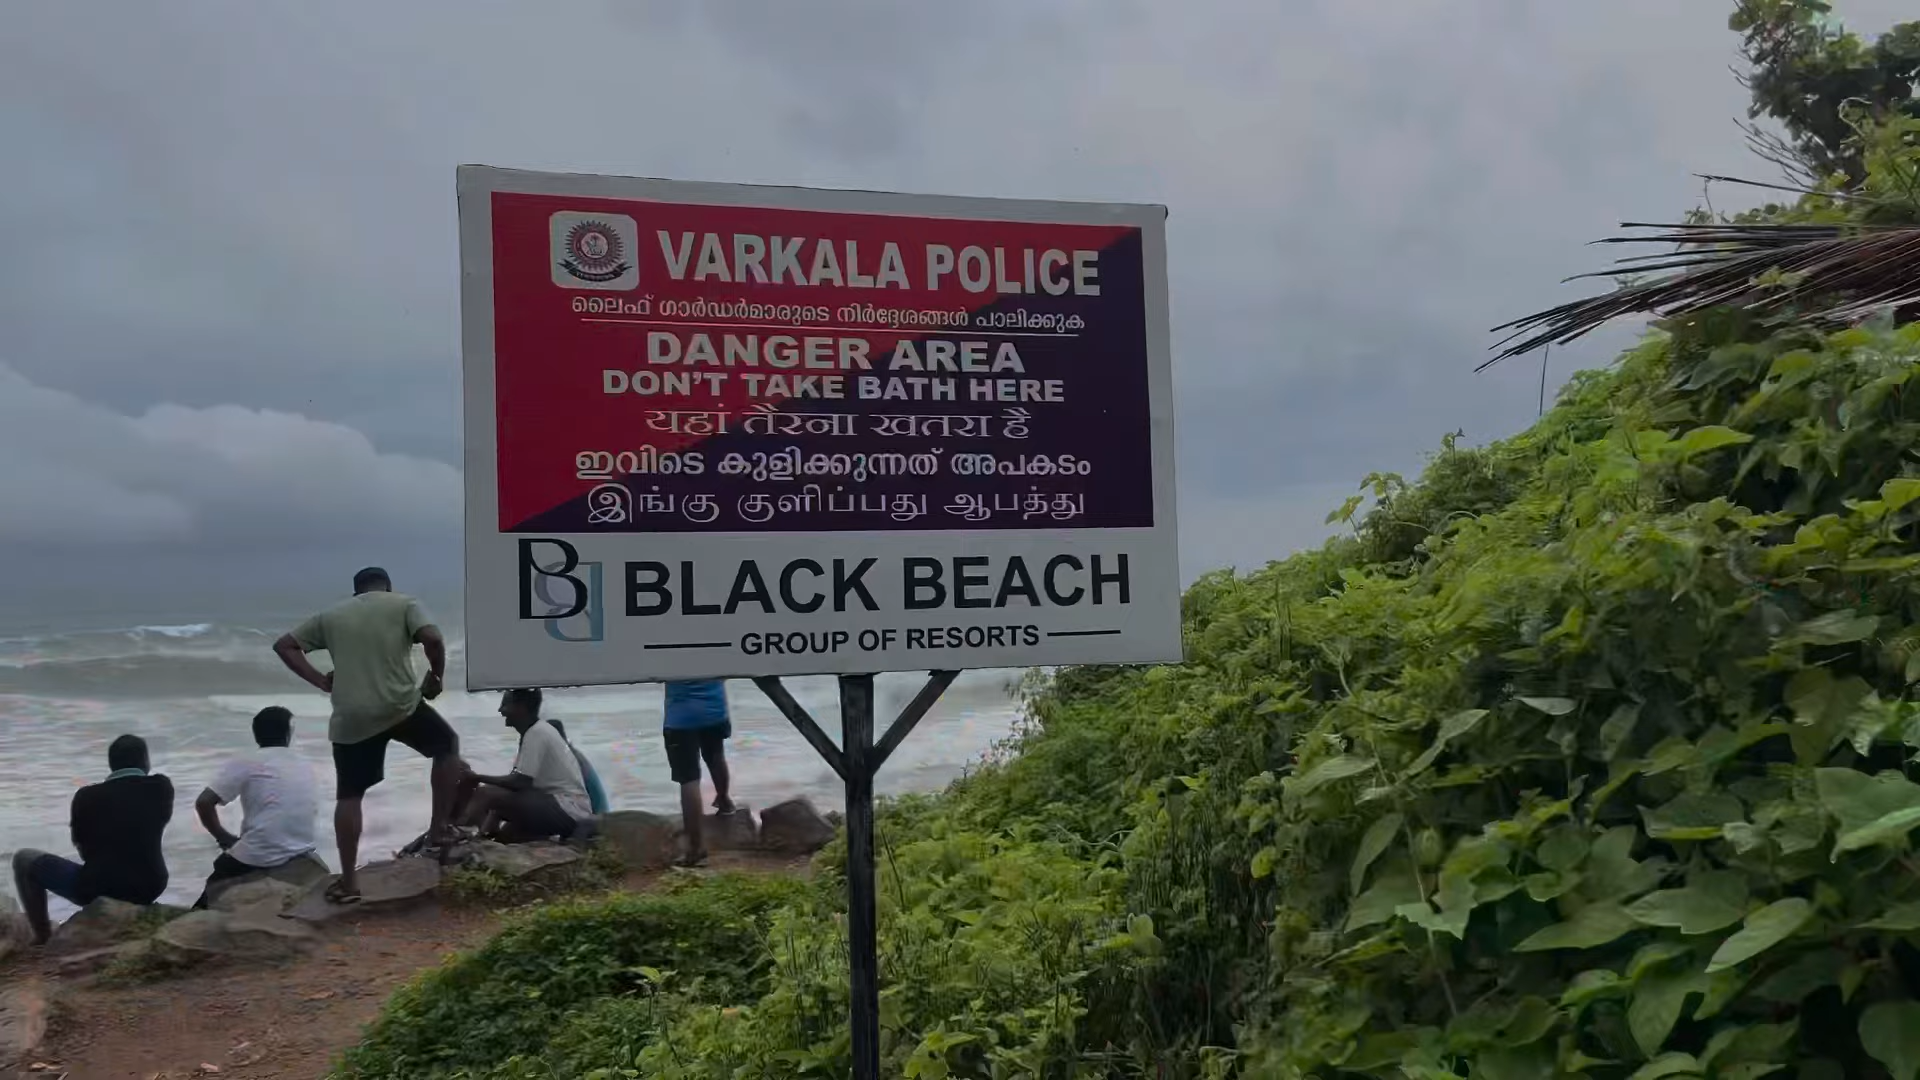 VARKALA POLICE
ലൈഫ് ഗാർഡർമാരുടെ നിർദ്ദേശങ്ങൾ പാലിക്കുക
DANGER AREA
DON'T TAKE BATH HERE
यहां तैरना खतरा है
ഇവിടെ കുളിക്കുന്നത് അപകടം
இங்கு குளிப்பது ஆபத்து
BLACK BEACH
GROUP OF RESORTS